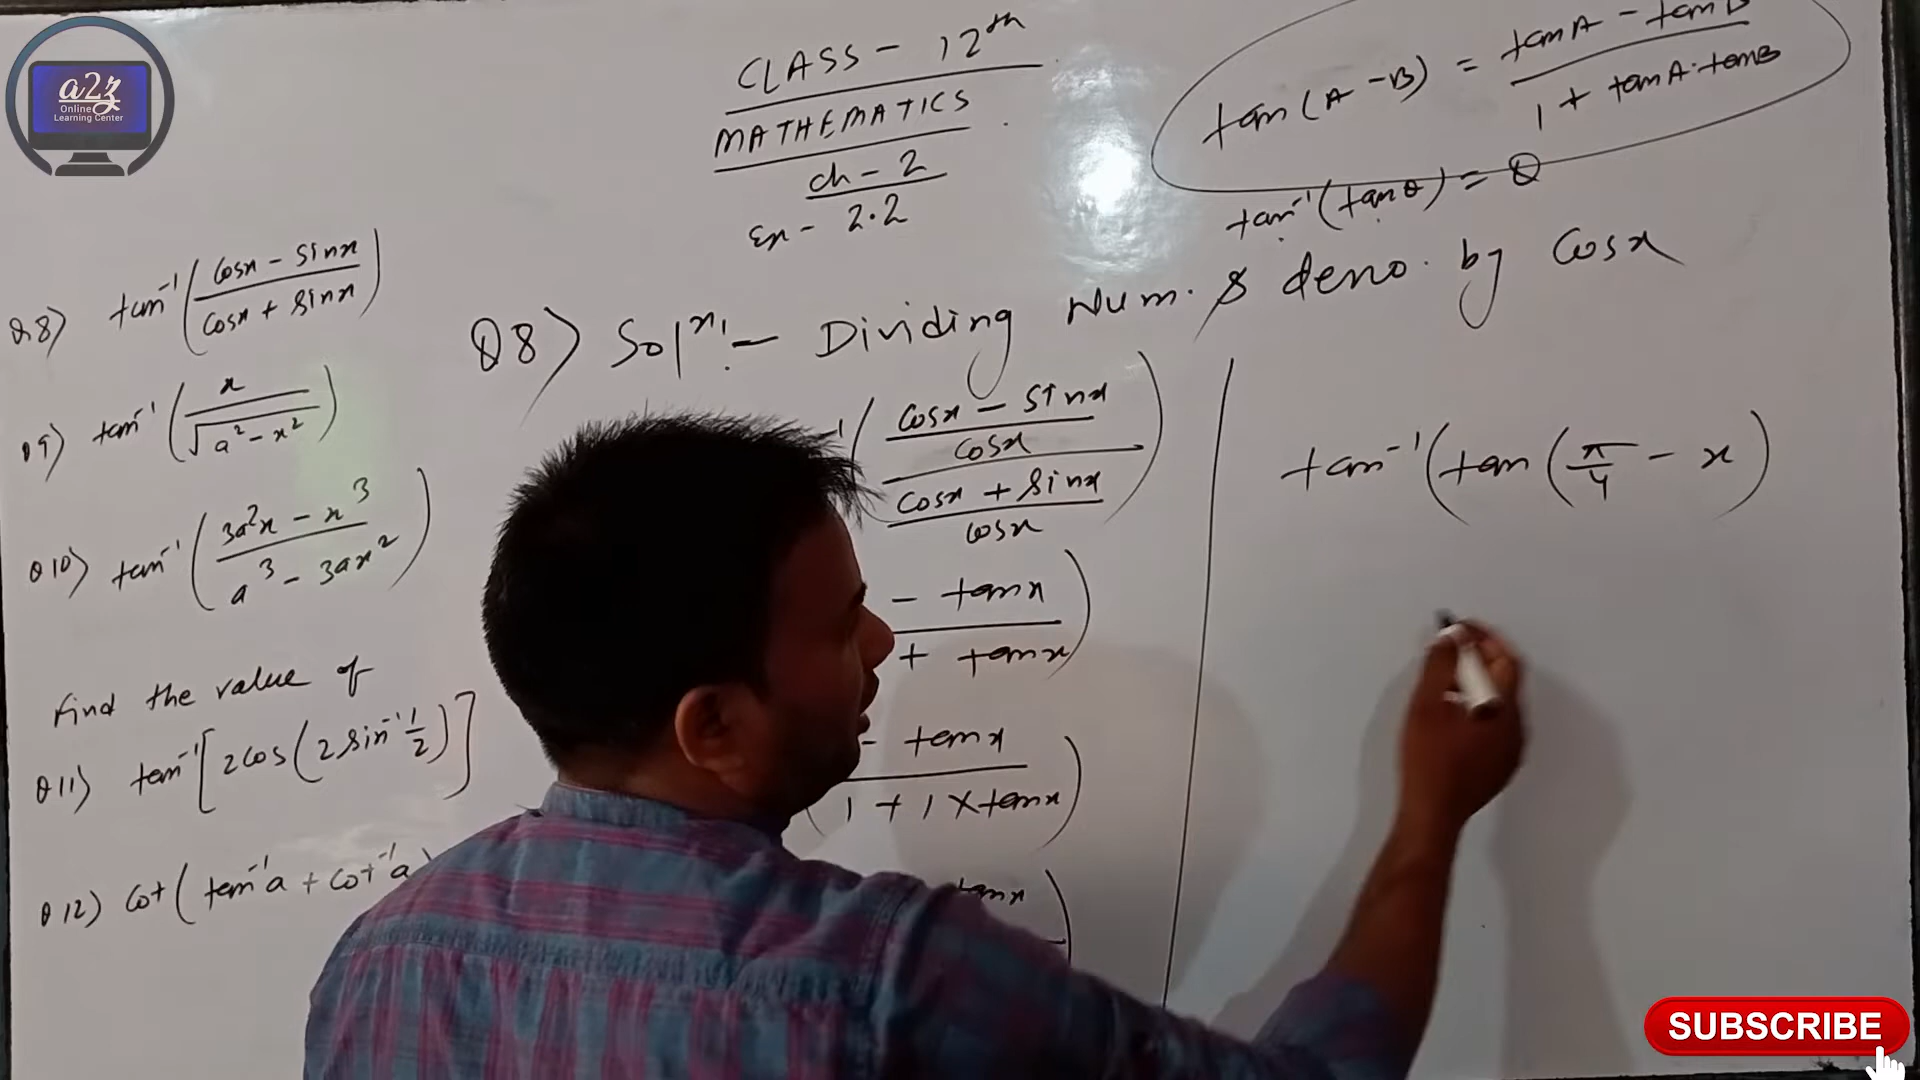 a2z
Online
Learning Center
CLASS - 12th
MATHEMATICS
ch - 2
Ex - 2.2
tan(A - B) = tanA - tanB / 1 + tanA.tanB
tan⁻¹(tanθ) = θ
Q8) tan⁻¹(cosx - sinx / cosx + sinx)
Q9) tan⁻¹(x / √a² - x²)
Q10) tan⁻¹(3a²x - x³ / a³ - 3ax²)
Find the value of
Q11) tan⁻¹[2cos(2sin⁻¹ 1/2)]
Q12) cot(tan⁻¹a + cot⁻¹a)
Q8) Solⁿ:- Dividing Num. & deno. by cosx
⁻¹(cosx - sinx / cosx / cosx + sinx / cosx)
- tanx / + tanx)
- tanx / (1 + 1 × tanx)
tanx)
tan⁻¹(tan(π/4 - x)
SUBSCRIBE